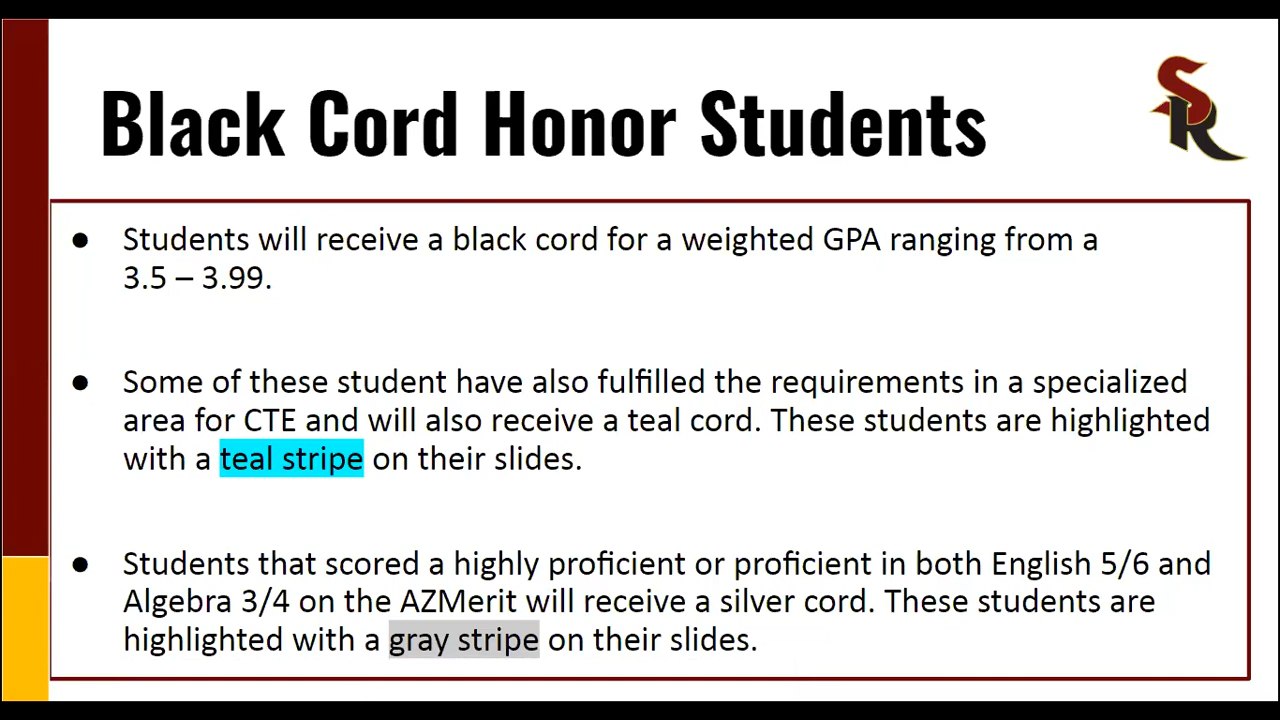 Black Cord Honor Students
SR
● Students will receive a black cord for a weighted GPA ranging from a
3.5 – 3.99.
● Some of these student have also fulfilled the requirements in a specialized
area for CTE and will also receive a teal cord. These students are highlighted
with a teal stripe on their slides.
● Students that scored a highly proficient or proficient in both English 5/6 and
Algebra 3/4 on the AZMerit will receive a silver cord. These students are
highlighted with a gray stripe on their slides.